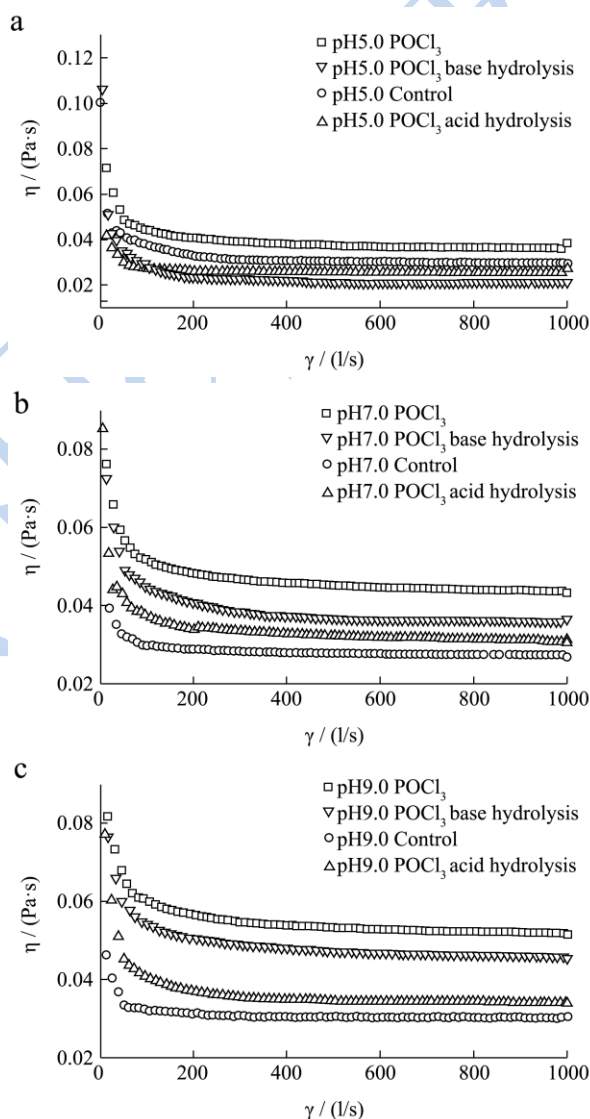 a
pH5.0 POCl₃
pH5.0 POCl₃ base hydrolysis
pH5.0 Control
pH5.0 POCl₃ acid hydrolysis
0.12
0.10
0.08
0.06
0.04
0.02
η / (Pa·s)
0 200 400 600 800 1000
γ / (l/s)
b
pH7.0 POCl₃
pH7.0 POCl₃ base hydrolysis
pH7.0 Control
pH7.0 POCl₃ acid hydrolysis
0.08
0.06
0.04
0.02
η / (Pa·s)
0 200 400 600 800 1000
γ / (l/s)
c
pH9.0 POCl₃
pH9.0 POCl₃ base hydrolysis
pH9.0 Control
pH9.0 POCl₃ acid hydrolysis
0.08
0.06
0.04
0.02
η / (Pa·s)
0 200 400 600 800 1000
γ / (l/s)